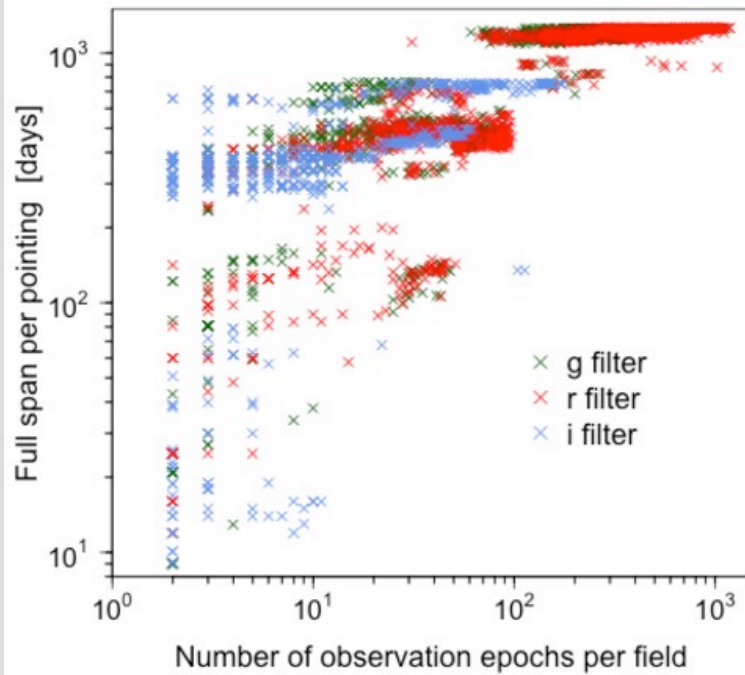 Full span per pointing [days]
10³
10²
10¹
g filter
r filter
i filter
10⁰
10¹
10²
10³
Number of observation epochs per field